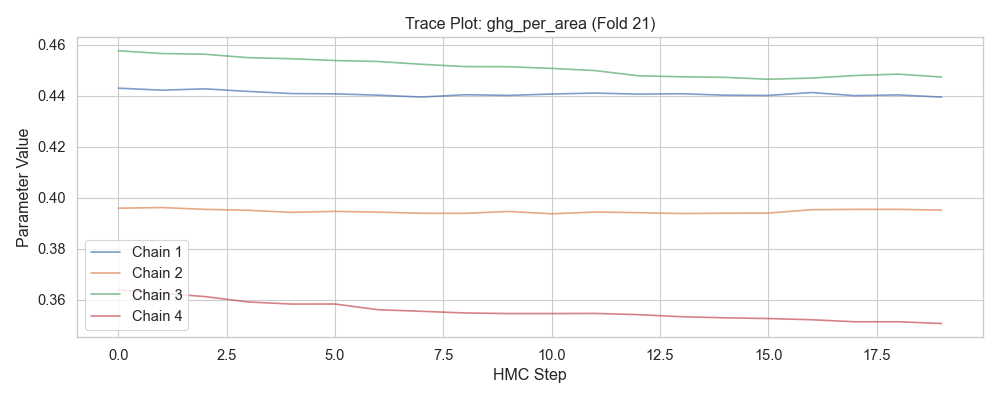 Trace Plot: ghg_per_area (Fold 21)
Parameter Value
0.46
0.44
0.42
0.40
0.38
0.36
Chain 1
Chain 2
Chain 3
Chain 4
0.0 2.5 5.0 7.5 10.0 12.5 15.0 17.5
HMC Step